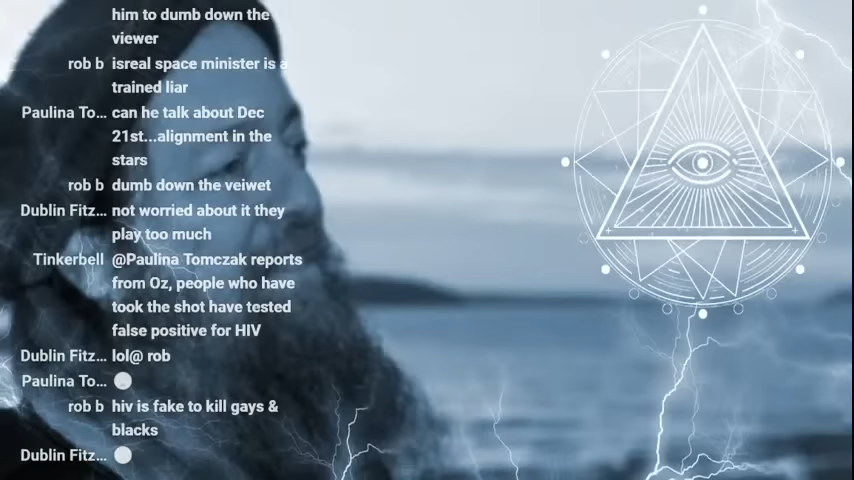 him to dumb down the
viewer
rob b isreal space minister is a
trained liar
Paulina To... can he talk about Dec
21st...alignment in the
stars
rob b dumb down the veiwet
Dublin Fitz... not worried about it they
play too much
Tinkerbell @Paulina Tomczak reports
from Oz, people who have
took the shot have tested
false positive for HIV
Dublin Fitz... lol@ rob
Paulina To...
rob b hiv is fake to kill gays &
blacks
Dublin Fitz...